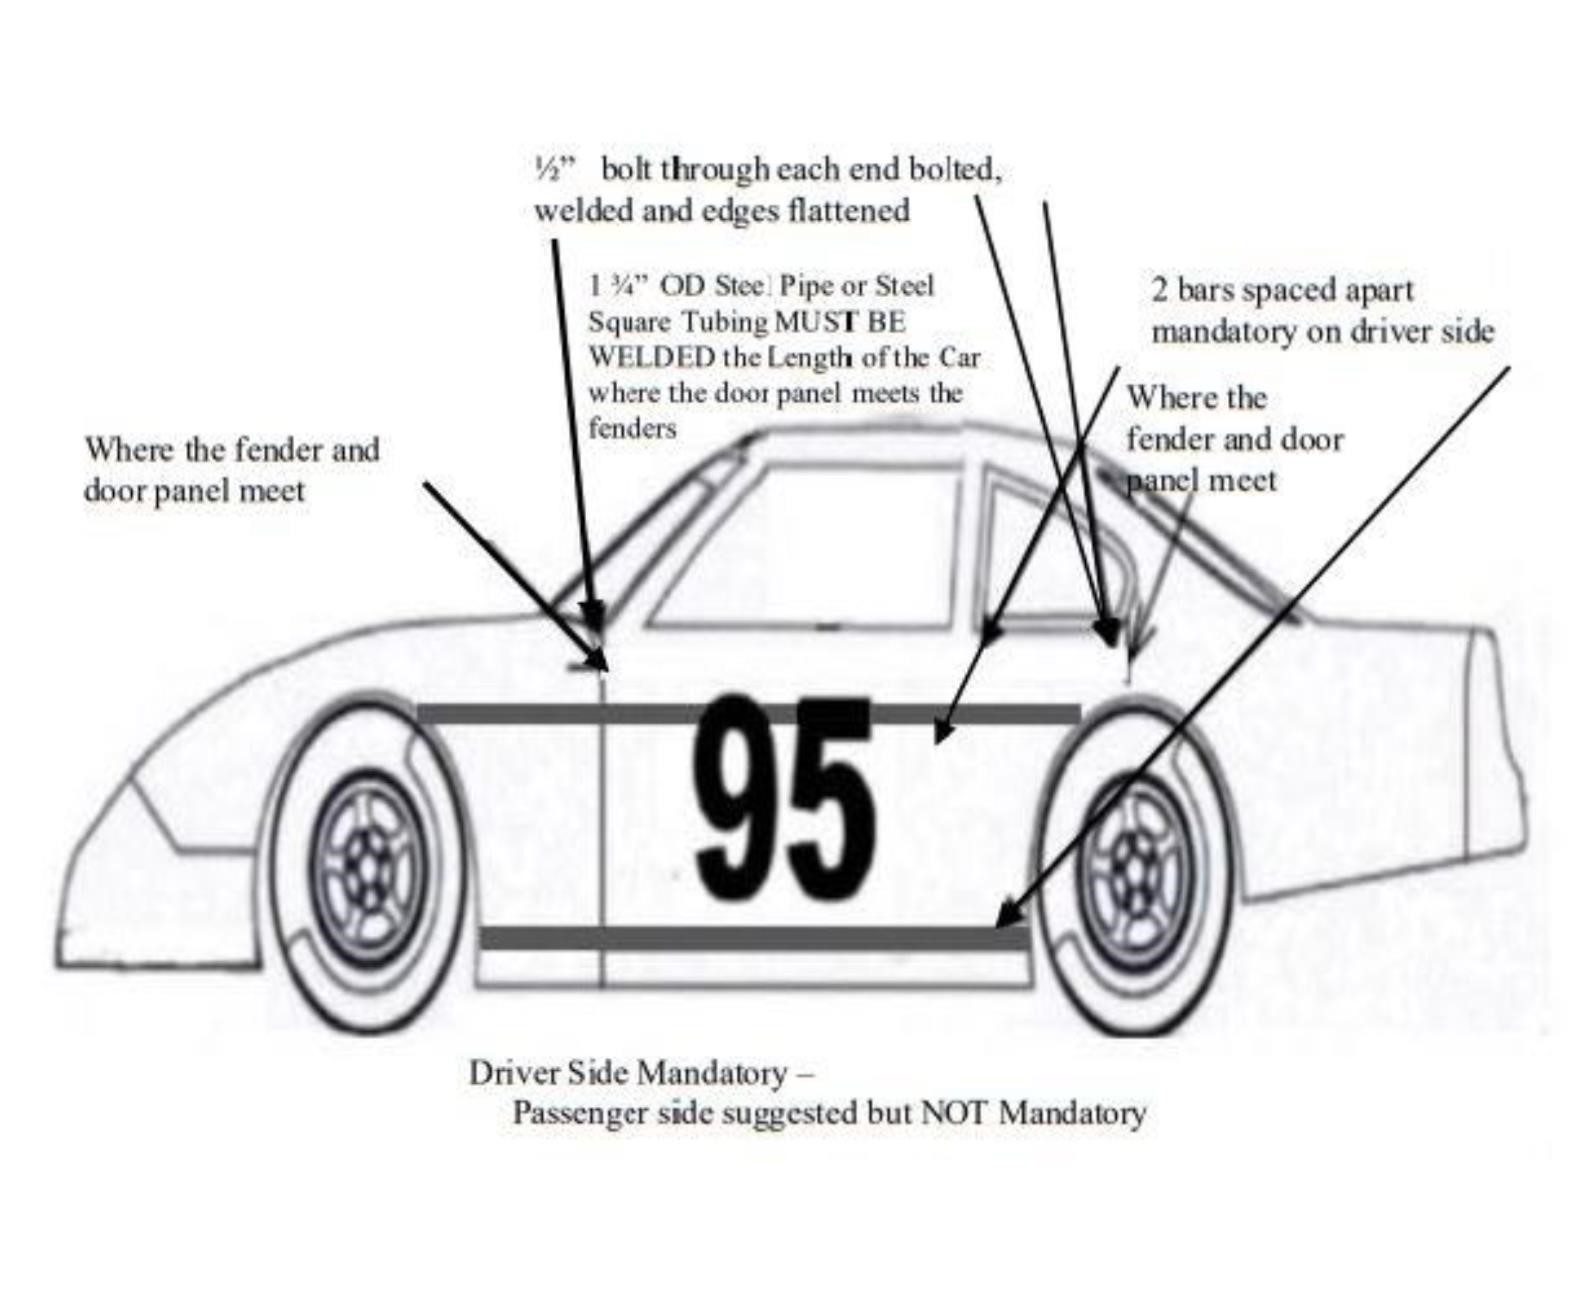 ½” bolt through each end bolted,
welded and edges flattened
1 ¾” OD Steel Pipe or Steel
Square Tubing MUST BE
WELDED the Length of the Car
where the door panel meets the
fenders
2 bars spaced apart
mandatory on driver side
Where the
fender and door
panel meet
Where the fender and
door panel meet
95
Driver Side Mandatory –
Passenger side suggested but NOT Mandatory